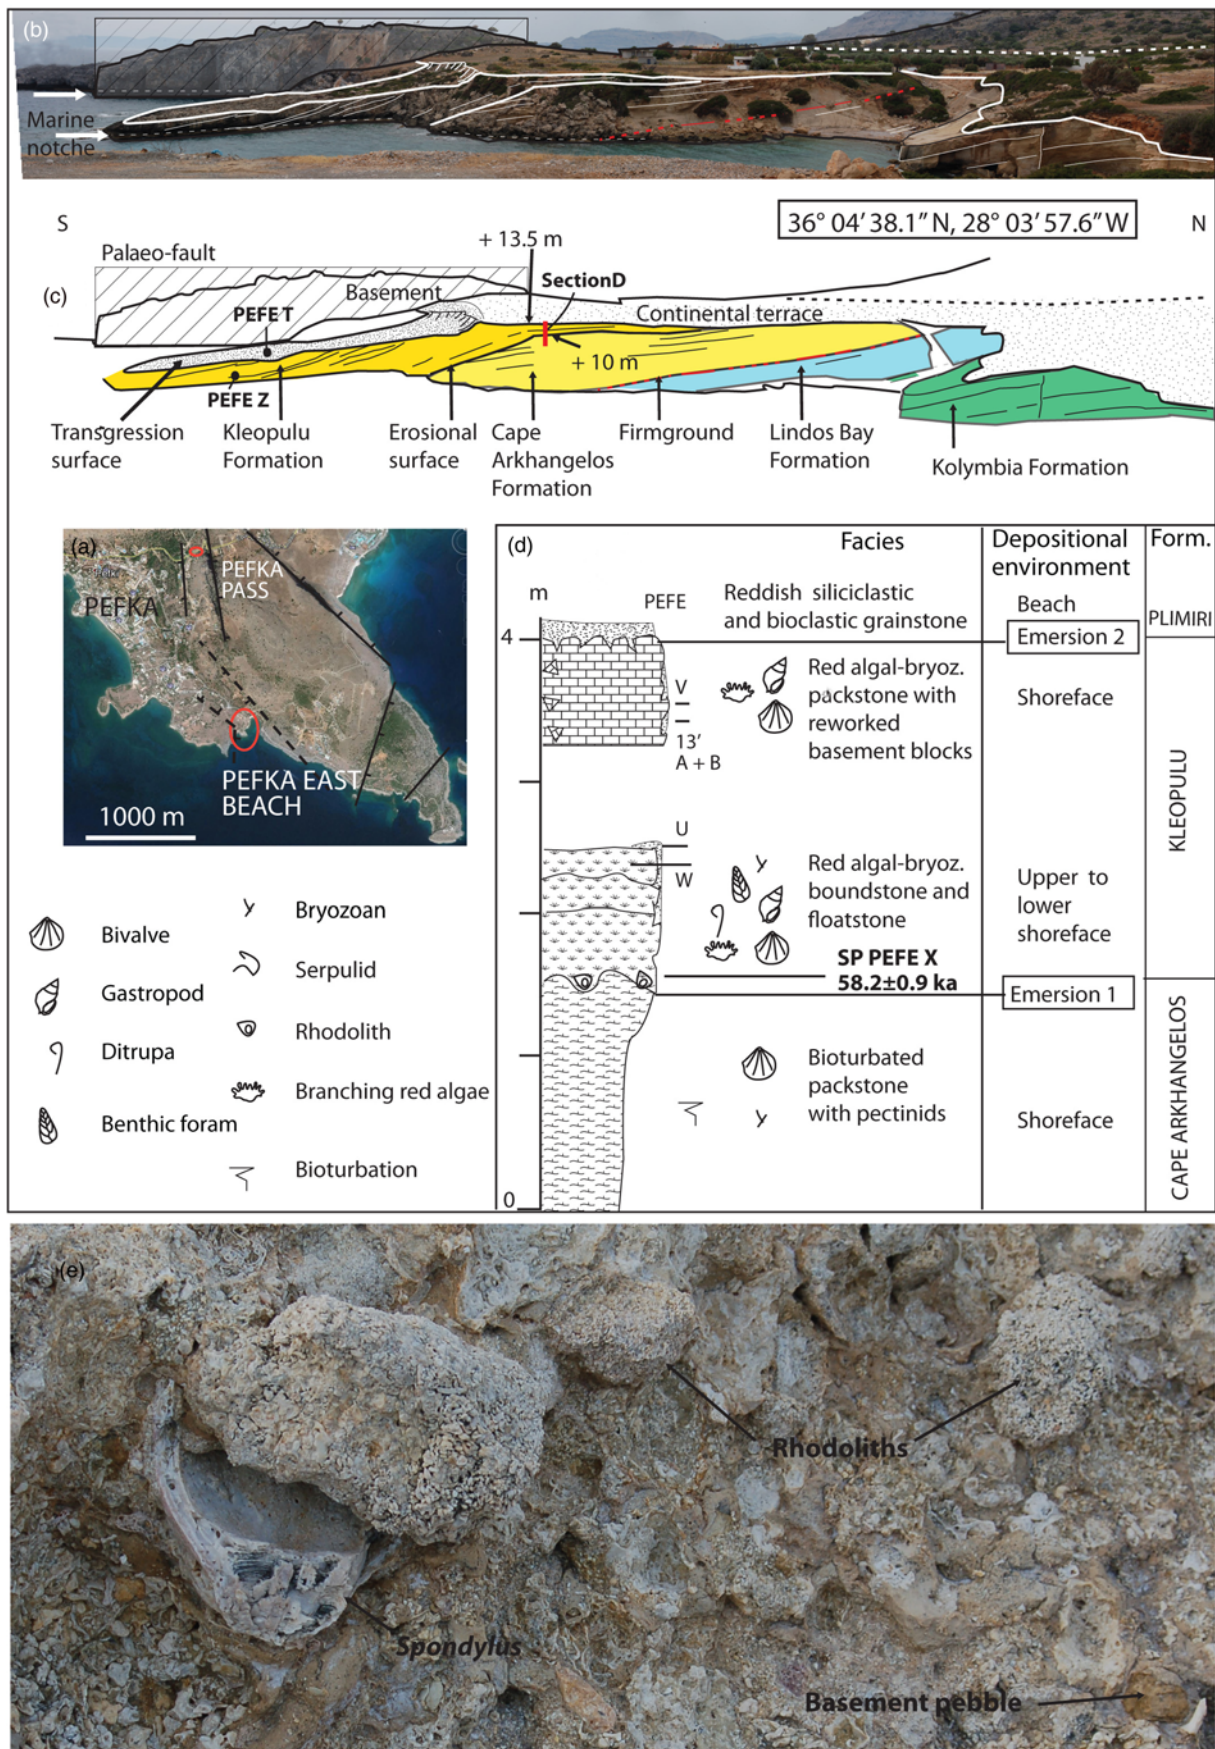 (b)
Marine
notche
S
36° 04' 38.1" N, 28° 03' 57.6" W
N
+ 13.5 m
Palaeo-fault
SectionD
(c)
Basement
PEFE T
Continental terrace
+ 10 m
PEFE Z
Transgression
surface
Kleopulu
Formation
Erosional
surface
Cape
Arkhangelos
Formation
Firmground
Lindos Bay
Formation
Kolymbia Formation
(a)
PEFKA
PASS
PEFKA
PEFKA EAST
BEACH
1000 m
Bivalve
Gastropod
Ditrupa
Benthic foram
Bryozoan
Serpulid
Rhodolith
Branching red algae
Bioturbation
(d)
Facies
Depositional
environment
Form.
m
PEFE
Reddish siliciclastic
and bioclastic grainstone
Beach
PLIMIRI
4
Emersion 2
Red algal-bryoz.
packstone with
reworked
basement blocks
Shoreface
V
13'
A + B
KLEOPULU
U
W
Red algal-bryoz.
boundstone and
floatstone
Upper to
lower
shoreface
SP PEFE X
58.2±0.9 ka
Emersion 1
Bioturbated
packstone
with pectinids
Shoreface
CAPE ARKHANGELOS
0
(e)
Rhodoliths
Spondylus
Basement pebble